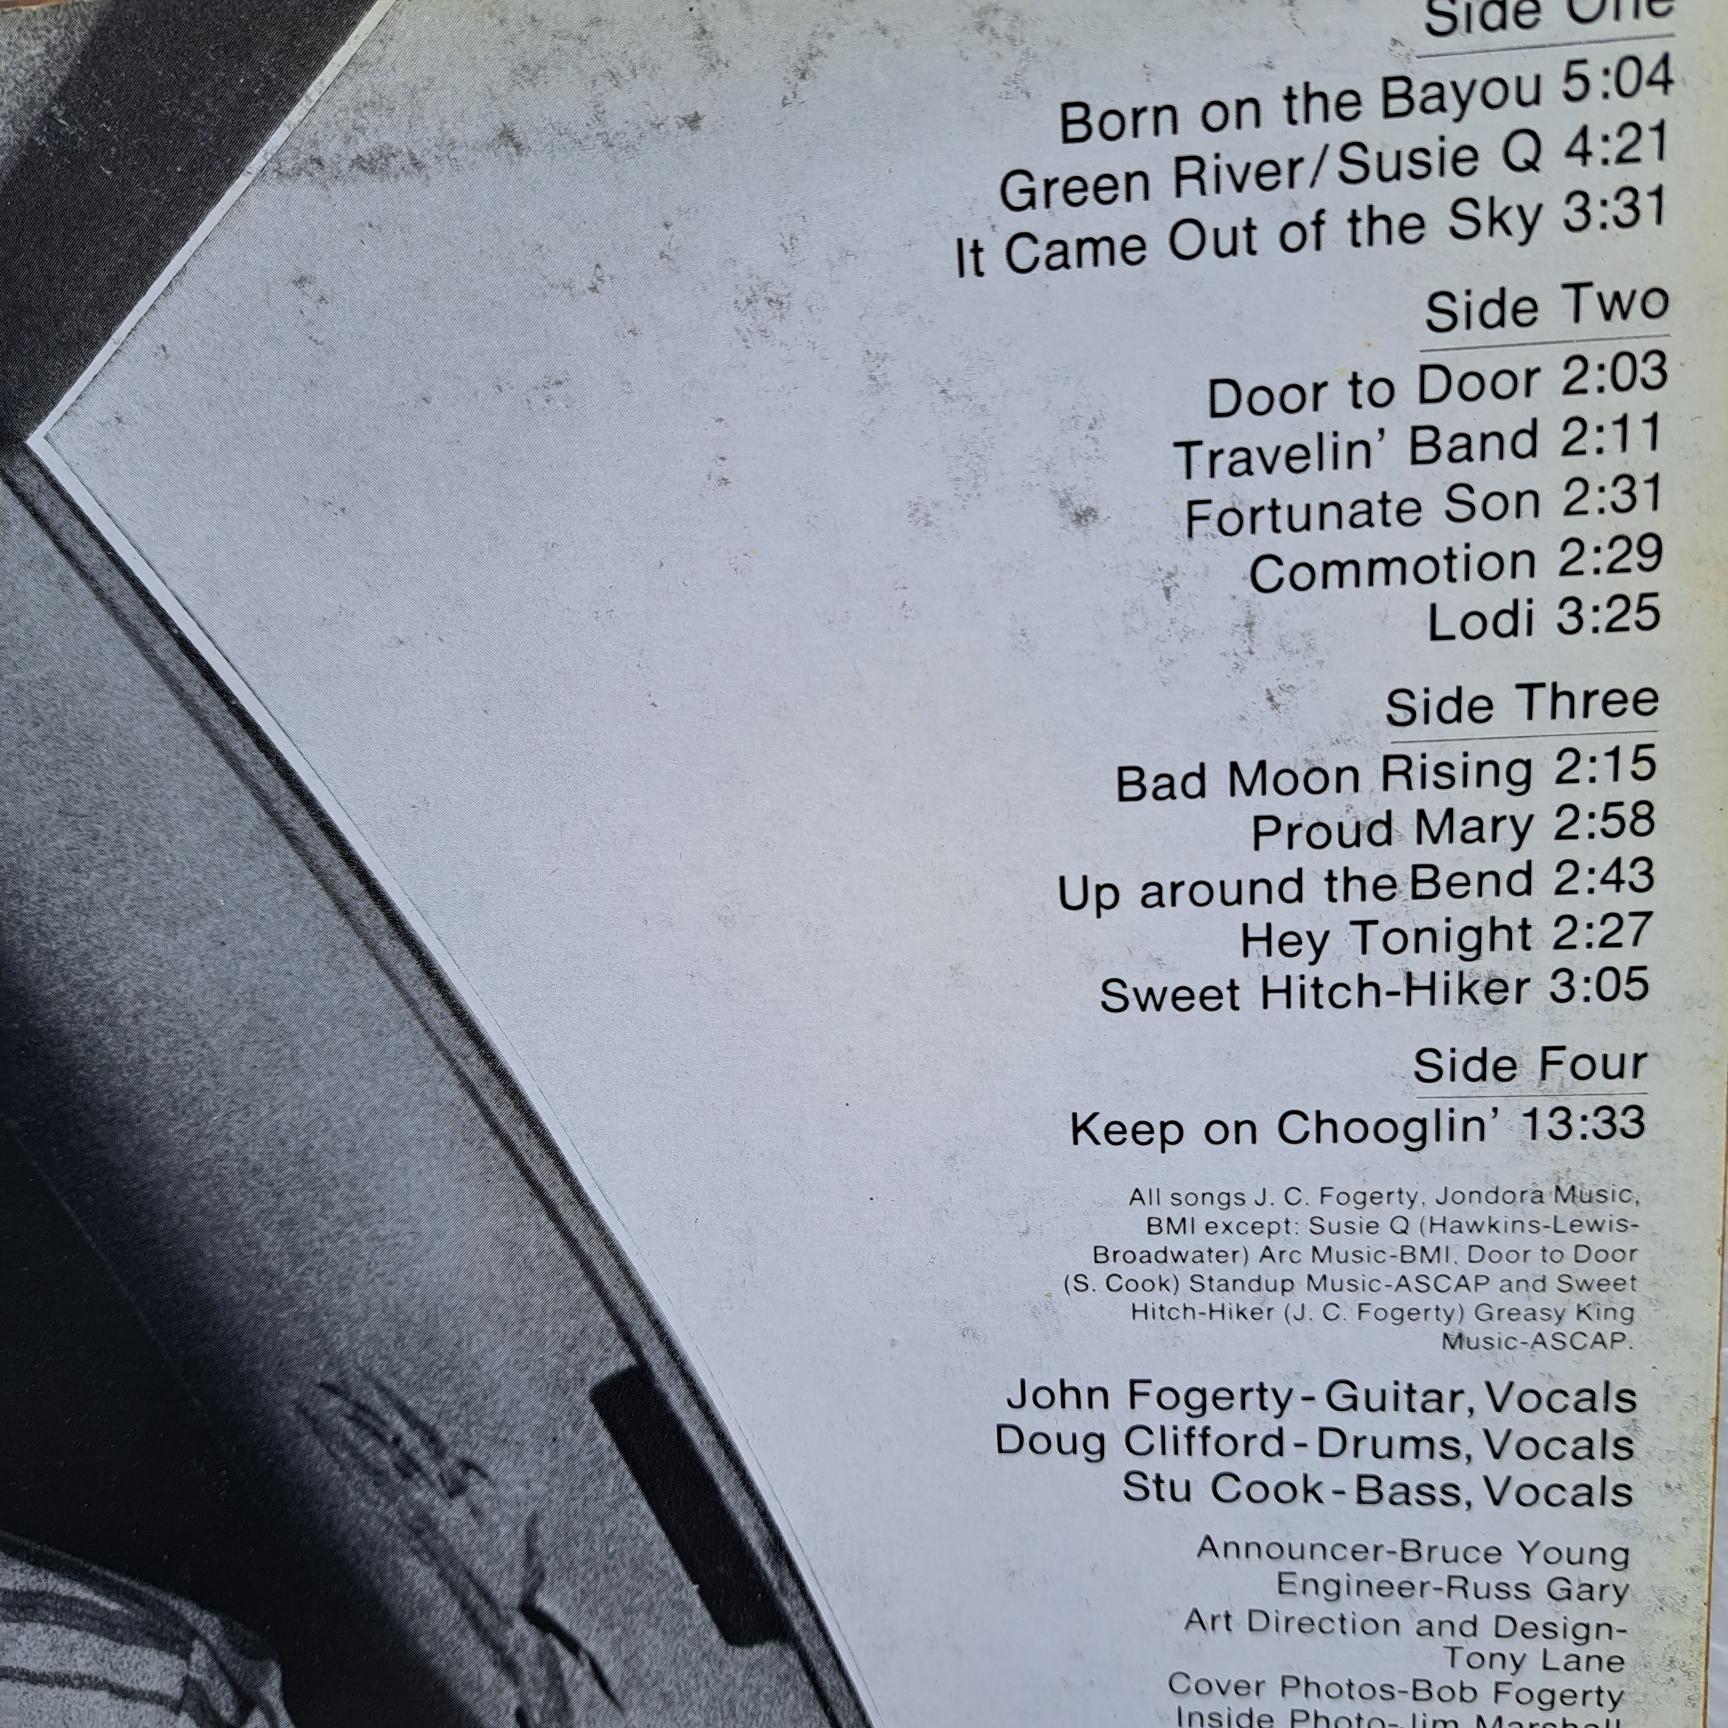 Side One
Born on the Bayou 5:04
Green River/Susie Q 4:21
It Came Out of the Sky 3:31
Side Two
Door to Door 2:03
Travelin' Band 2:11
Fortunate Son 2:31
Commotion 2:29
Lodi 3:25
Side Three
Bad Moon Rising 2:15
Proud Mary 2:58
Up around the Bend 2:43
Hey Tonight 2:27
Sweet Hitch-Hiker 3:05
Side Four
Keep on Chooglin' 13:33
All songs J. C. Fogerty, Jondora Music,
BMI except: Susie Q (Hawkins-Lewis-
Broadwater) Arc Music-BMI, Door to Door
(S. Cook) Standup Music-ASCAP and Sweet
Hitch-Hiker (J. C. Fogerty) Greasy King
Music-ASCAP.
John Fogerty-Guitar, Vocals
Doug Clifford-Drums, Vocals
Stu Cook-Bass, Vocals
Announcer-Bruce Young
Engineer-Russ Gary
Art Direction and Design-
Tony Lane
Cover Photos-Bob Fogerty
Inside Photo-Jim Marshall